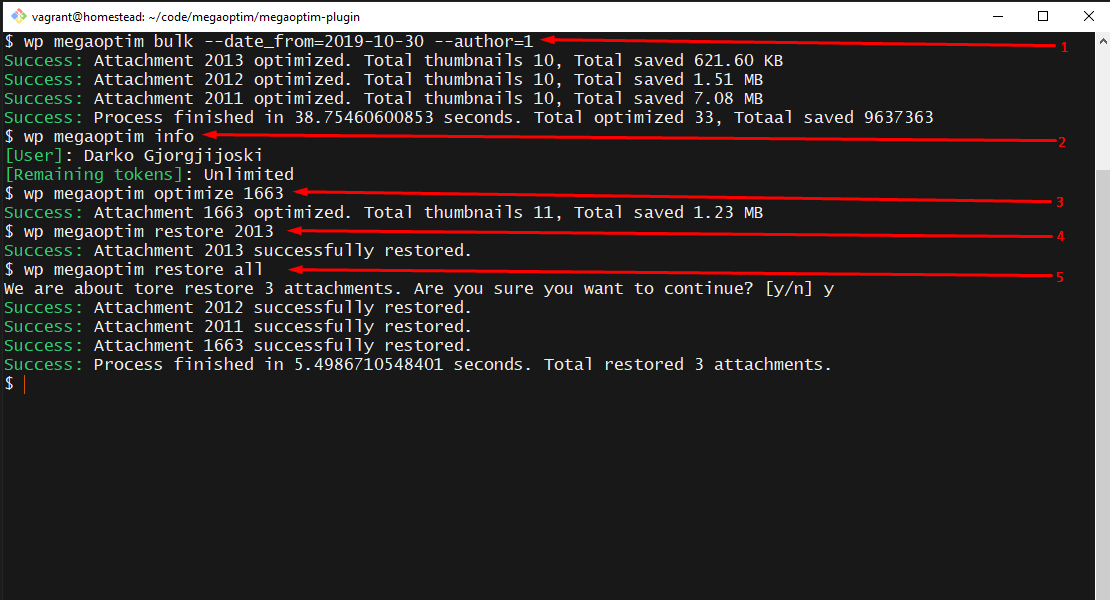 vagrant@homestead: ~/code/megaoptim/megaoptim-plugin
$ wp megaoptim bulk --date_from=2019-10-30 --author=1
1
Success: Attachment 2013 optimized. Total thumbnails 10, Total saved 621.60 KB
Success: Attachment 2012 optimized. Total thumbnails 10, Total saved 1.51 MB
Success: Attachment 2011 optimized. Total thumbnails 10, Total saved 7.08 MB
Success: Process finished in 38.75460600853 seconds. Total optimized 33, Totaal saved 9637363
$ wp megaoptim info
2
[User]: Darko Gjorgjijoski
[Remaining tokens]: Unlimited
$ wp megaoptim optimize 1663
3
Success: Attachment 1663 optimized. Total thumbnails 11, Total saved 1.23 MB
$ wp megaoptim restore 2013
4
Success: Attachment 2013 successfully restored.
$ wp megaoptim restore all
5
We are about tore restore 3 attachments. Are you sure you want to continue? [y/n] y
Success: Attachment 2012 successfully restored.
Success: Attachment 2011 successfully restored.
Success: Attachment 1663 successfully restored.
Success: Process finished in 5.4986710548401 seconds. Total restored 3 attachments.
$